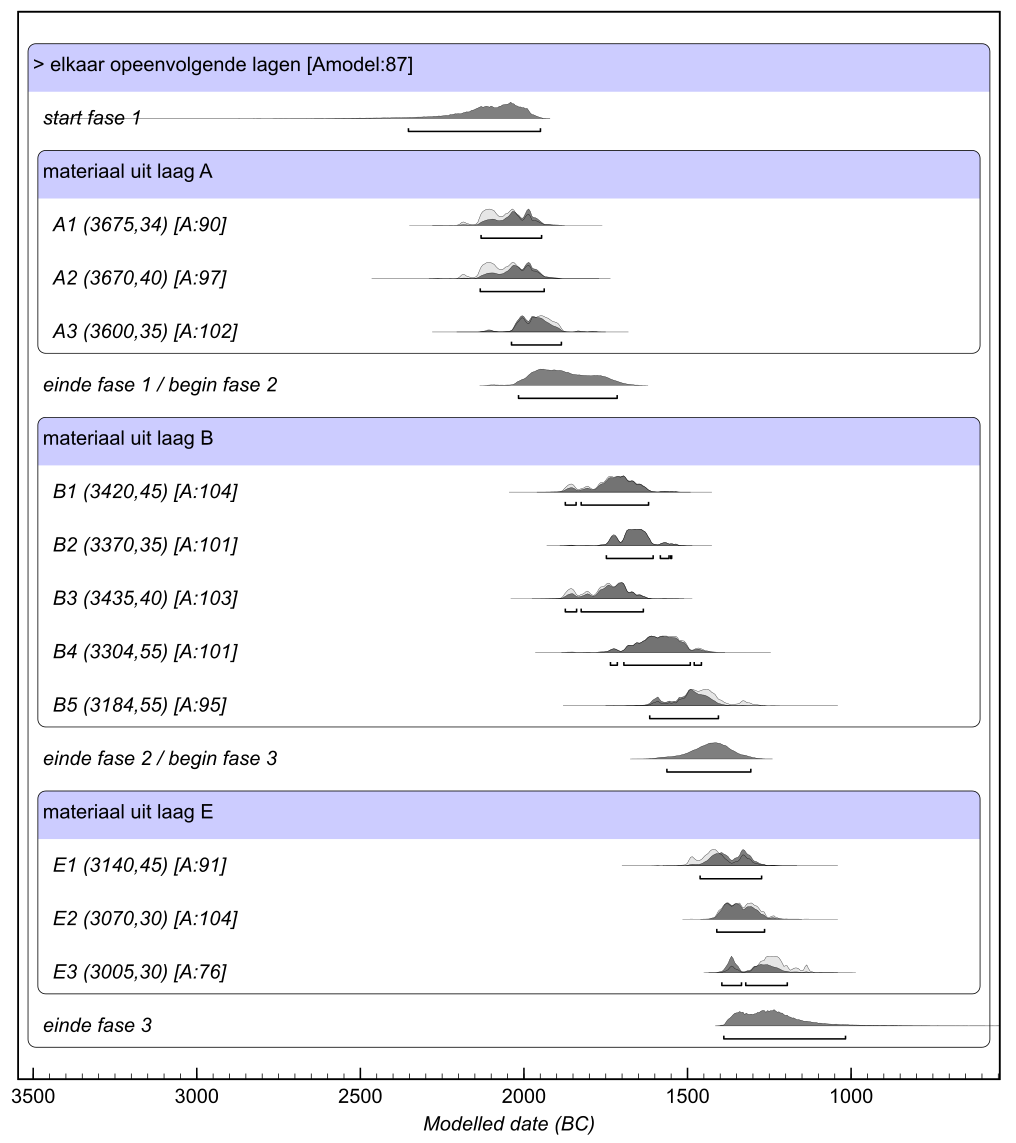 > elkaar opeenvolgende lagen [Amodel:87]
start fase 1
materiaal uit laag A
A1 (3675,34) [A:90]
A2 (3670,40) [A:97]
A3 (3600,35) [A:102]
einde fase 1 / begin fase 2
materiaal uit laag B
B1 (3420,45) [A:104]
B2 (3370,35) [A:101]
B3 (3435,40) [A:103]
B4 (3304,55) [A:101]
B5 (3184,55) [A:95]
einde fase 2 / begin fase 3
materiaal uit laag E
E1 (3140,45) [A:91]
E2 (3070,30) [A:104]
E3 (3005,30) [A:76]
einde fase 3
3500 3000 2500 2000 1500 1000
Modelled date (BC)